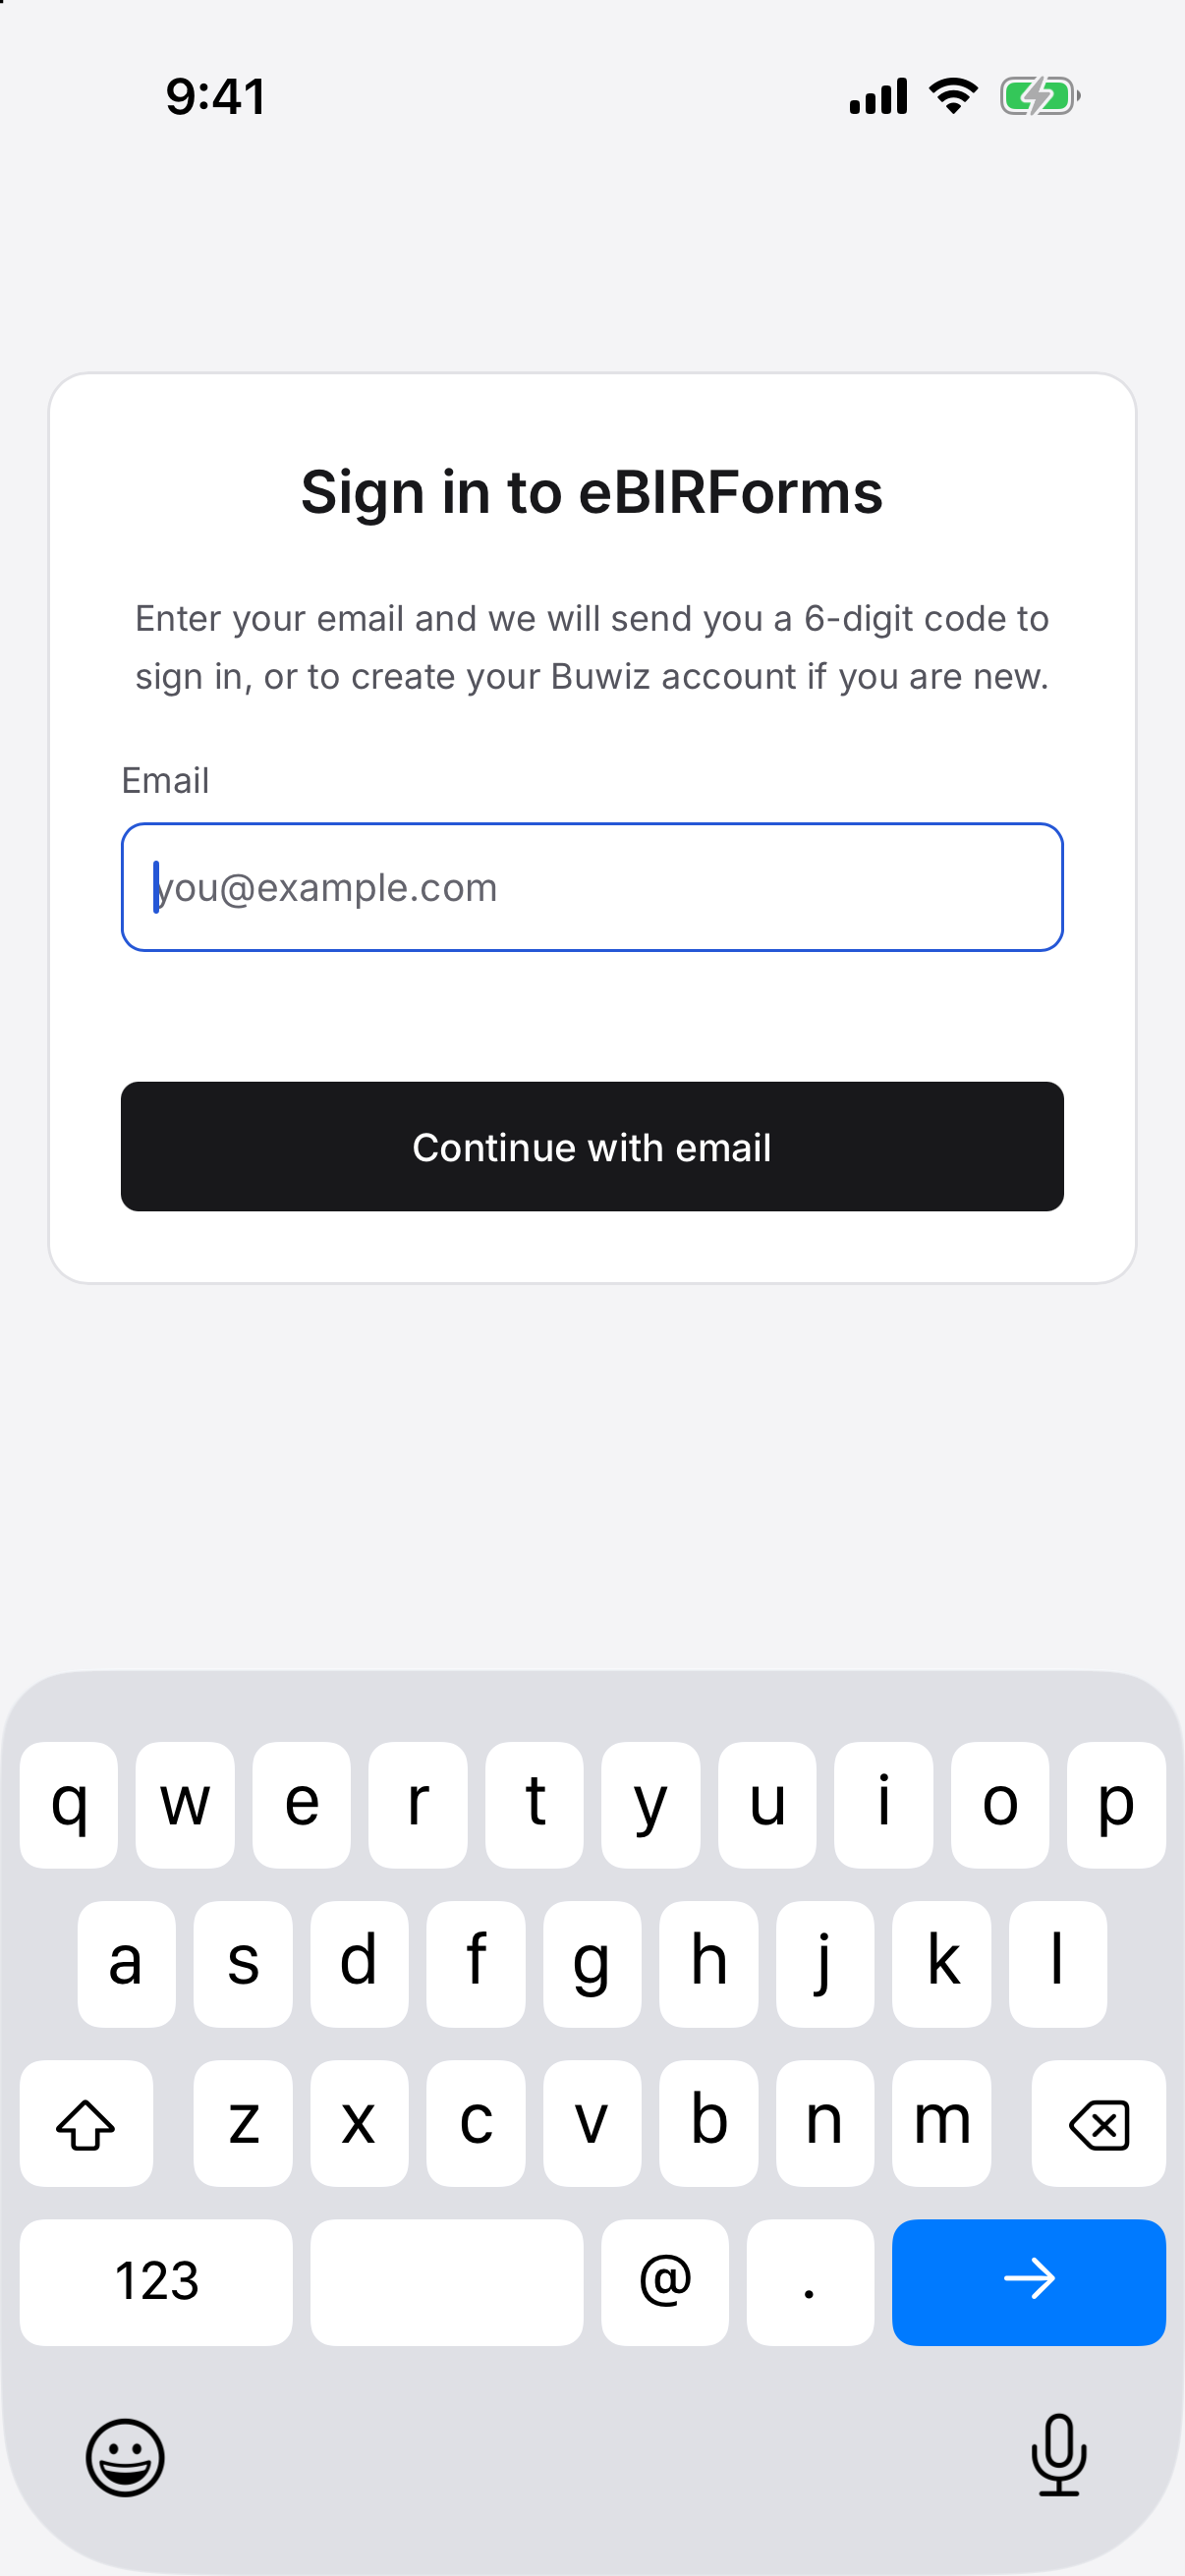 9:41
Sign in to eBIRForms
Enter your email and we will send you a 6-digit code to
sign in, or to create your Buwiz account if you are new.
Email
you@example.com
Continue with email
q w e r t y u i o p
a s d f g h j k l
z x c v b n m
123 @ .